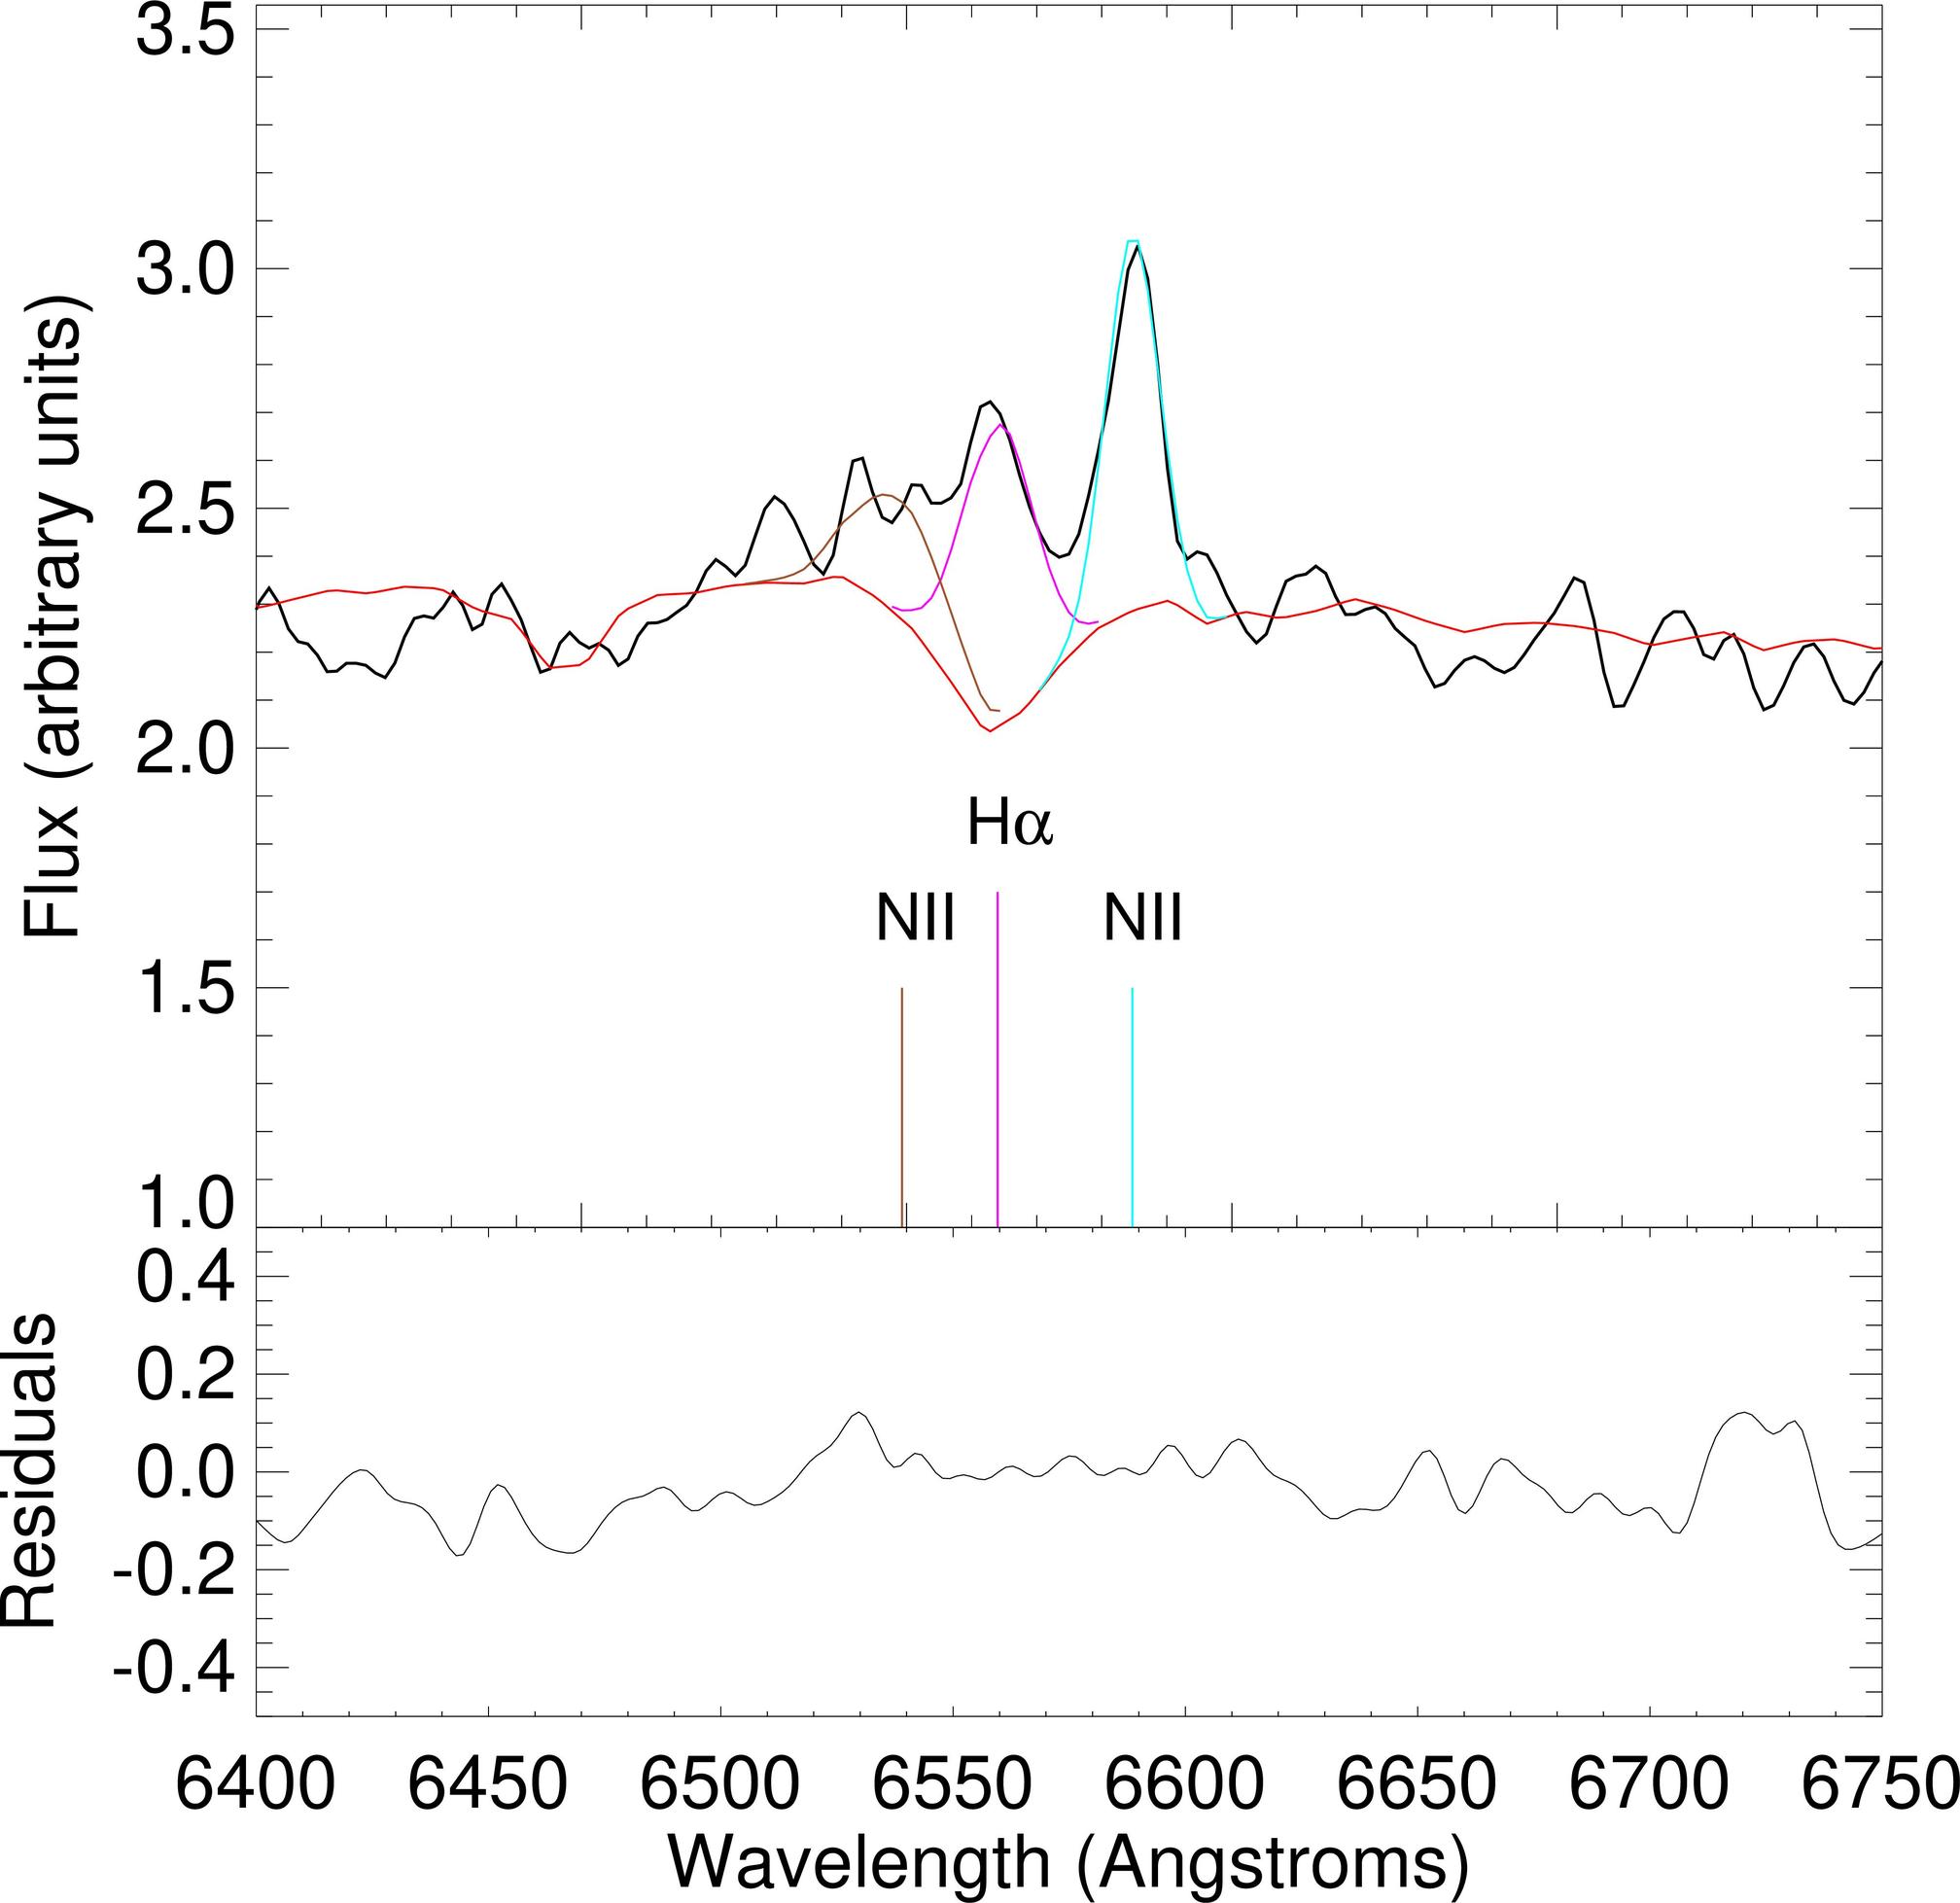 3.5
3.0
2.5
2.0
1.5
1.0
Flux (arbitrary units)
Hα
NII
NII
0.4
0.2
0.0
-0.2
-0.4
Residuals
6400 6450 6500 6550 6600 6650 6700 6750
Wavelength (Angstroms)